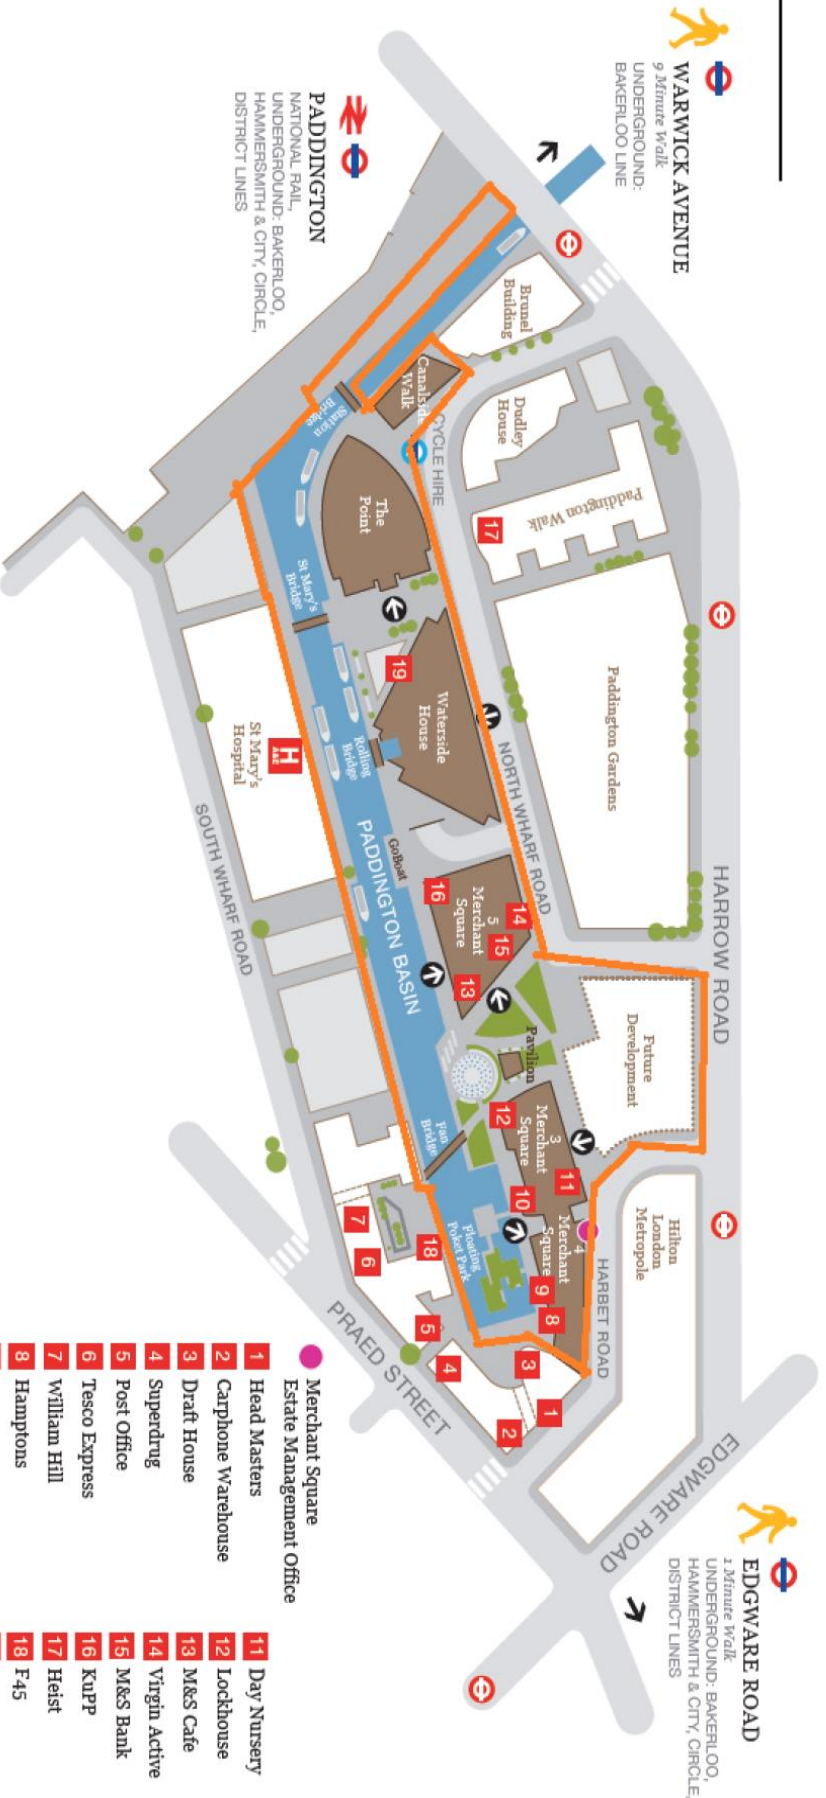 WARWICK AVENUE
9 Minute Walk
UNDERGROUND:
BAKERLOO LINE
PADDINGTON
NATIONAL RAIL,
UNDERGROUND: BAKERLOO,
HAMMERSMITH & CITY, CIRCLE,
DISTRICT LINES
EDGWARE ROAD
1 Minute Walk
UNDERGROUND: BAKERLOO,
HAMMERSMITH & CITY, CIRCLE,
DISTRICT LINES
HARROW ROAD
EDGWARE ROAD
Brunel
Building
Dudley
House
Paddington Walk
Paddington Gardens
Future
Development
Hilton
London
Metropole
Canalside
Walk
CYCLE HIRE
17
NORTH WHARF ROAD
HARBET ROAD
Station
Bridge
The
Point
St Mary's
Bridge
19
Waterside
House
Rolling
Bridge
GoBoat
16
5
Merchant
Square
14
15
13
Pavilion
12
3
Merchant
Square
11
10
4
Merchant
Square
9
8
PADDINGTON BASIN
Fan
Bridge
Floating
Poket Park
3
1
2
4
5
18
6
7
H
A&E
St Mary's
Hospital
SOUTH WHARF ROAD
PRAED STREET
Merchant Square
Estate Management Office
1 Head Masters
2 Carphone Warehouse
3 Draft House
4 Superdrug
5 Post Office
6 Tesco Express
7 William Hill
8 Hamptons
11 Day Nursery
12 Lockhouse
13 M&S Cafe
14 Virgin Active
15 M&S Bank
16 KuPP
17 Heist
18 F45